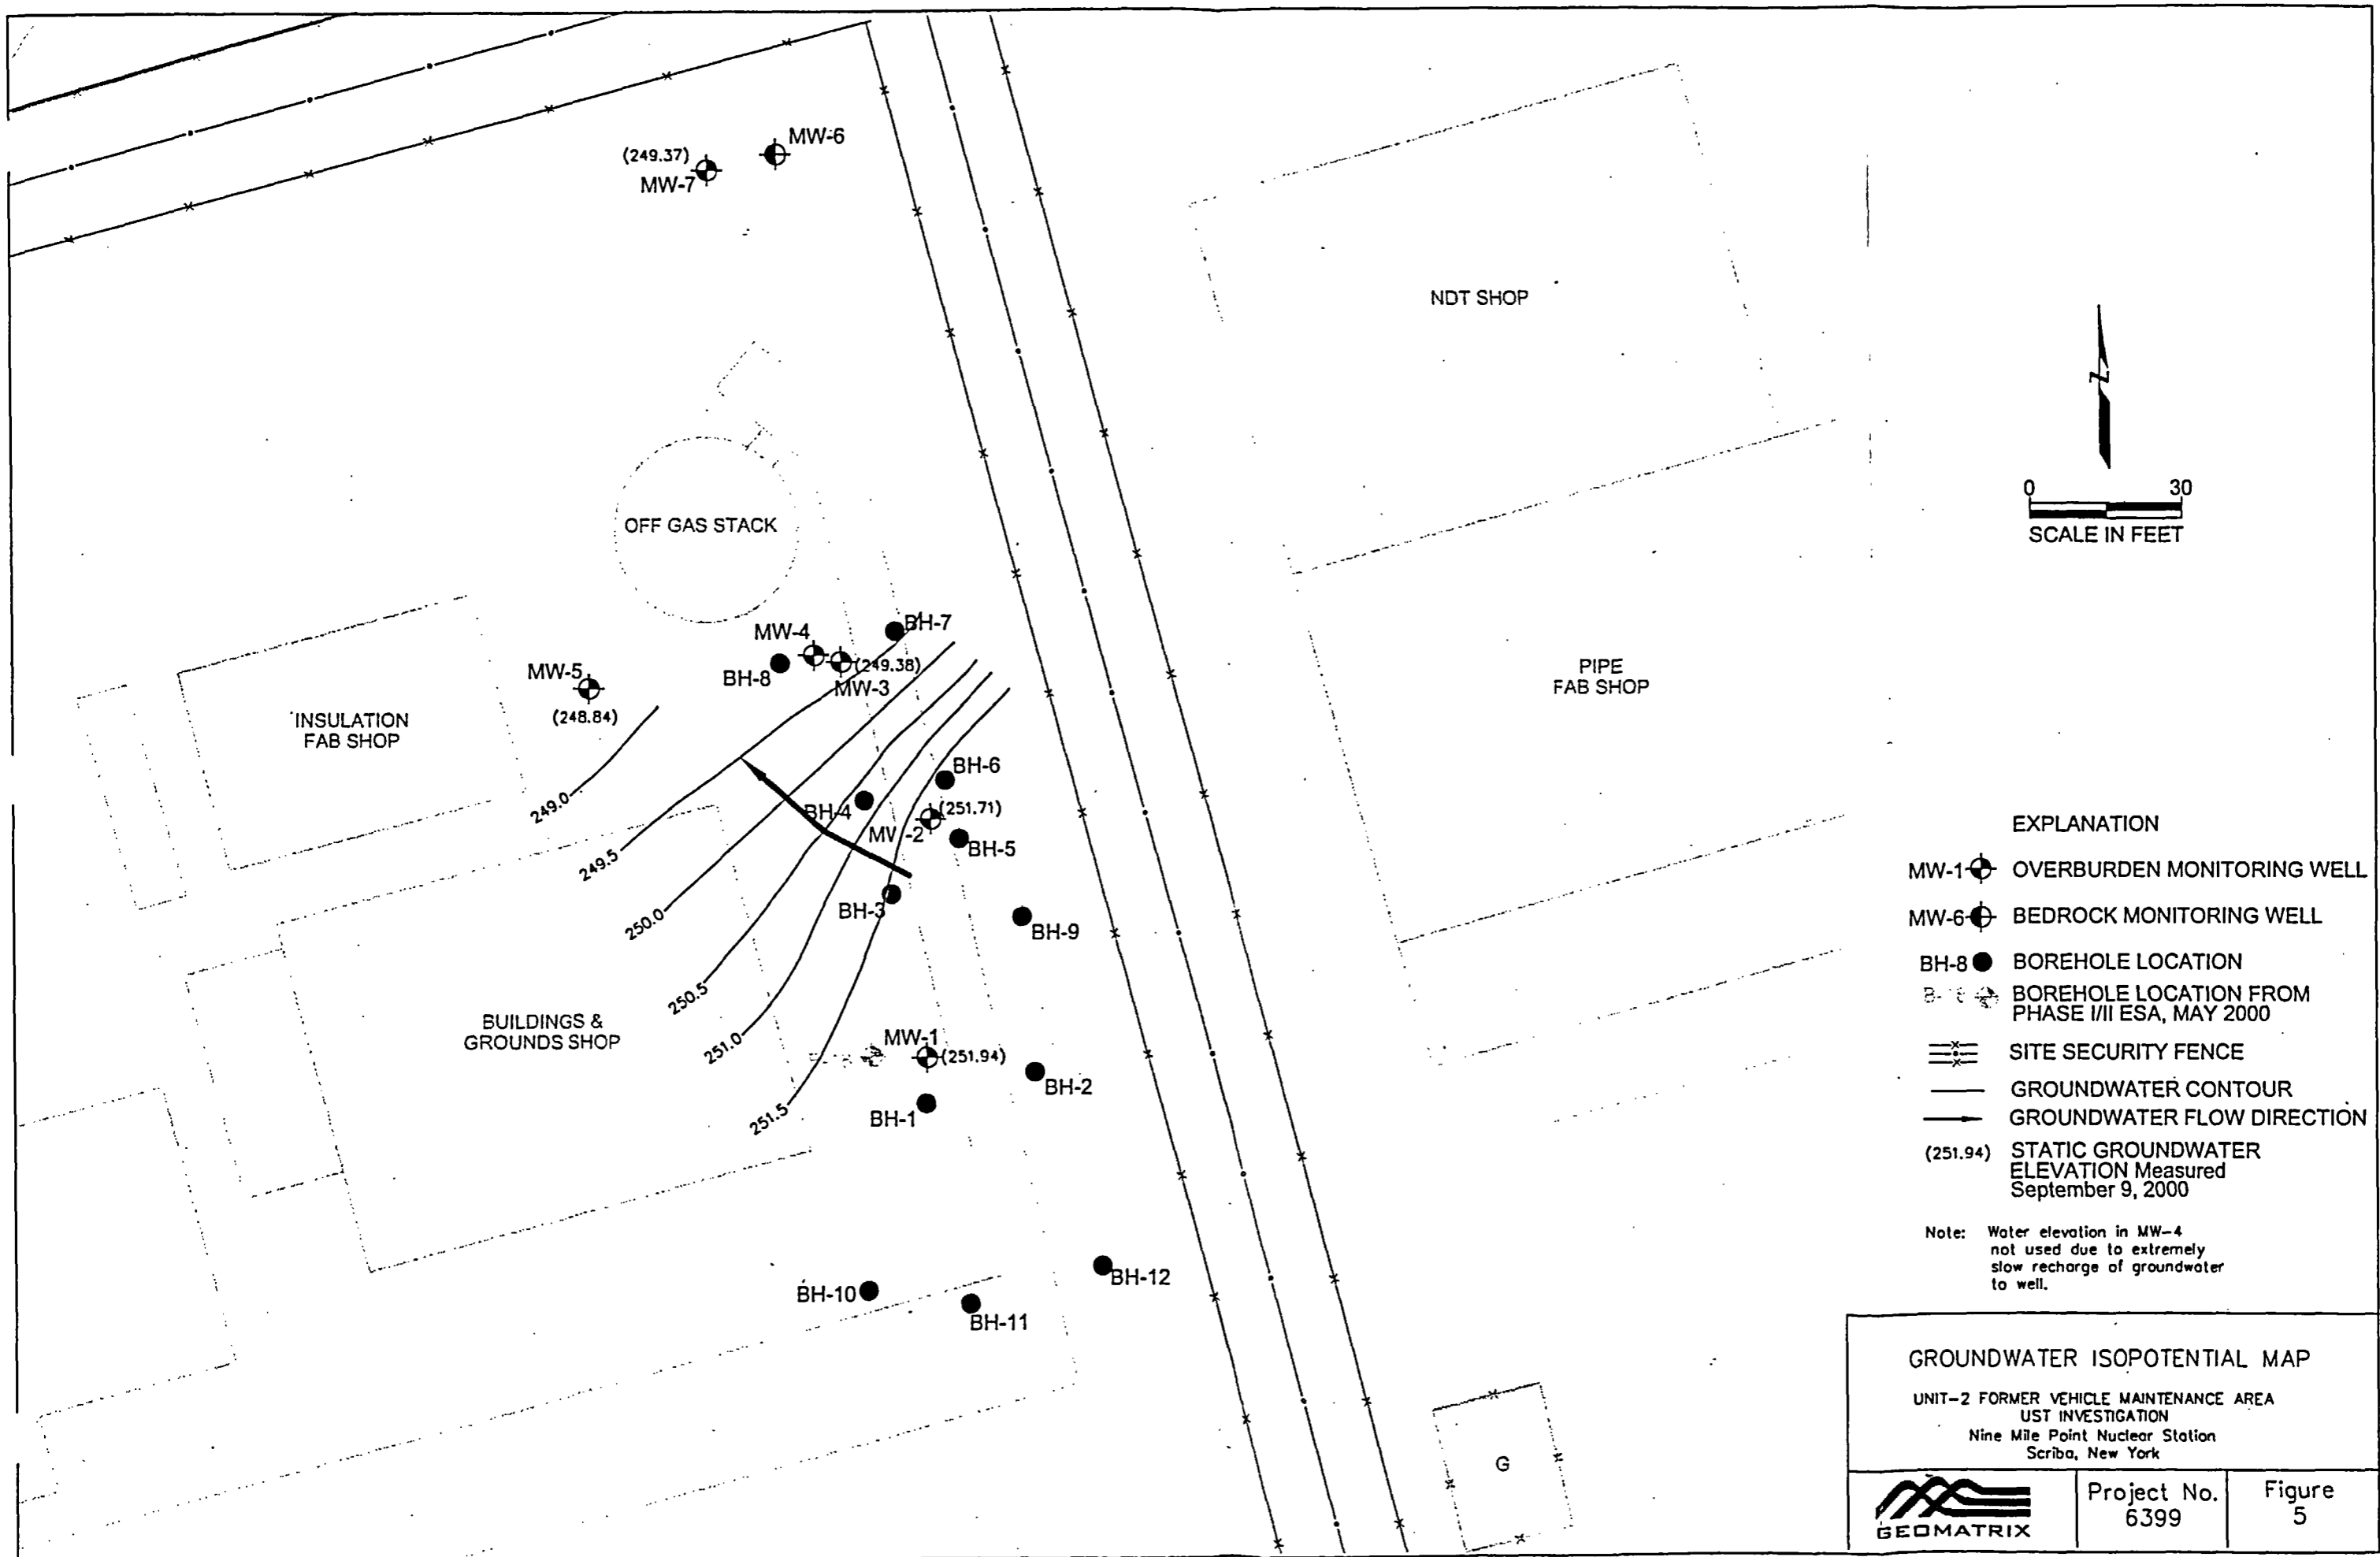 MW-6
(249.37)
MW-7
NDT SHOP
N
0 30
SCALE IN FEET
OFF GAS STACK
BH-7
MW-4
(249.38)
BH-8
MW-3
MW-5
(248.84)
INSULATION
FAB SHOP
PIPE
FAB SHOP
249.0
249.5
250.0
250.5
251.0
251.5
BH-6
BH-4
(251.71)
BH-5
BH-3
BH-9
BUILDINGS &
GROUNDS SHOP
MW-1
(251.94)
BH-2
BH-1
BH-12
BH-10
BH-11
G
EXPLANATION
MW-1 OVERBURDEN MONITORING WELL
MW-6 BEDROCK MONITORING WELL
BH-8 BOREHOLE LOCATION
BOREHOLE LOCATION FROM
PHASE I/II ESA, MAY 2000
SITE SECURITY FENCE
GROUNDWATER CONTOUR
GROUNDWATER FLOW DIRECTION
(251.94) STATIC GROUNDWATER
ELEVATION Measured
September 9, 2000
Note: Water elevation in MW-4
not used due to extremely
slow recharge of groundwater
to well.
GROUNDWATER ISOPOTENTIAL MAP
UNIT-2 FORMER VEHICLE MAINTENANCE AREA
UST INVESTIGATION
Nine Mile Point Nuclear Station
Scriba, New York
GEOMATRIX
Project No.
6399
Figure
5